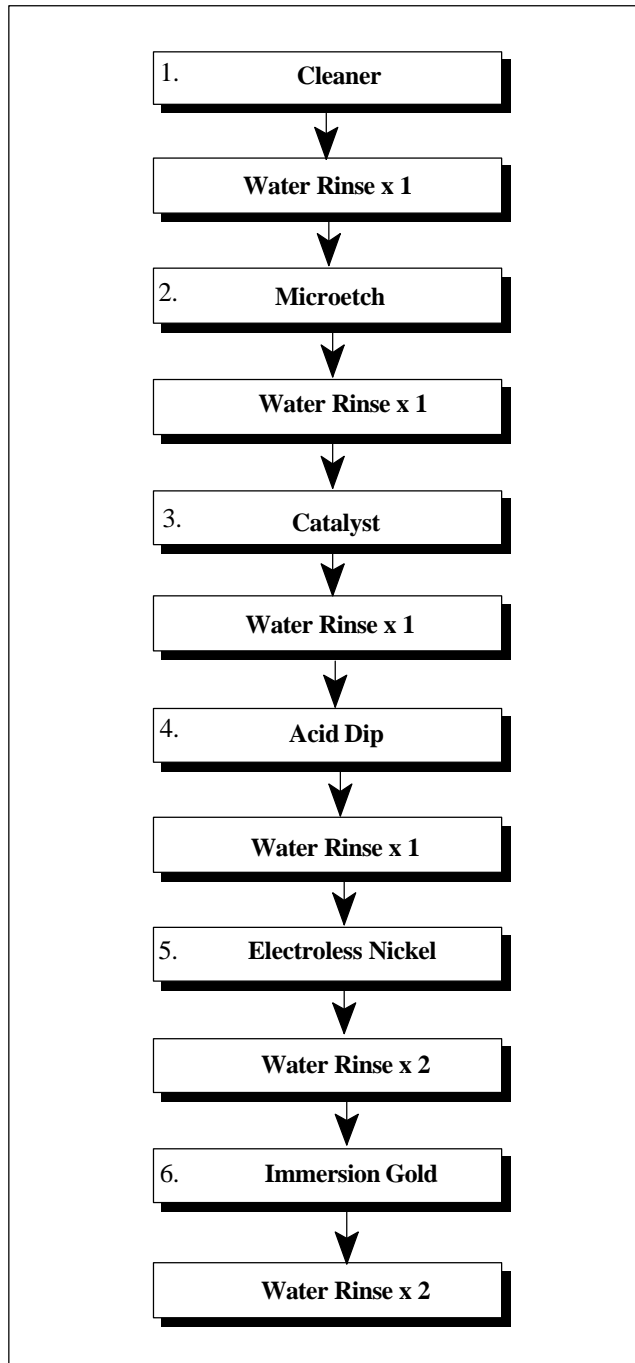 1. Cleaner
Water Rinse x 1
2. Microetch
Water Rinse x 1
3. Catalyst
Water Rinse x 1
4. Acid Dip
Water Rinse x 1
5. Electroless Nickel
Water Rinse x 2
6. Immersion Gold
Water Rinse x 2